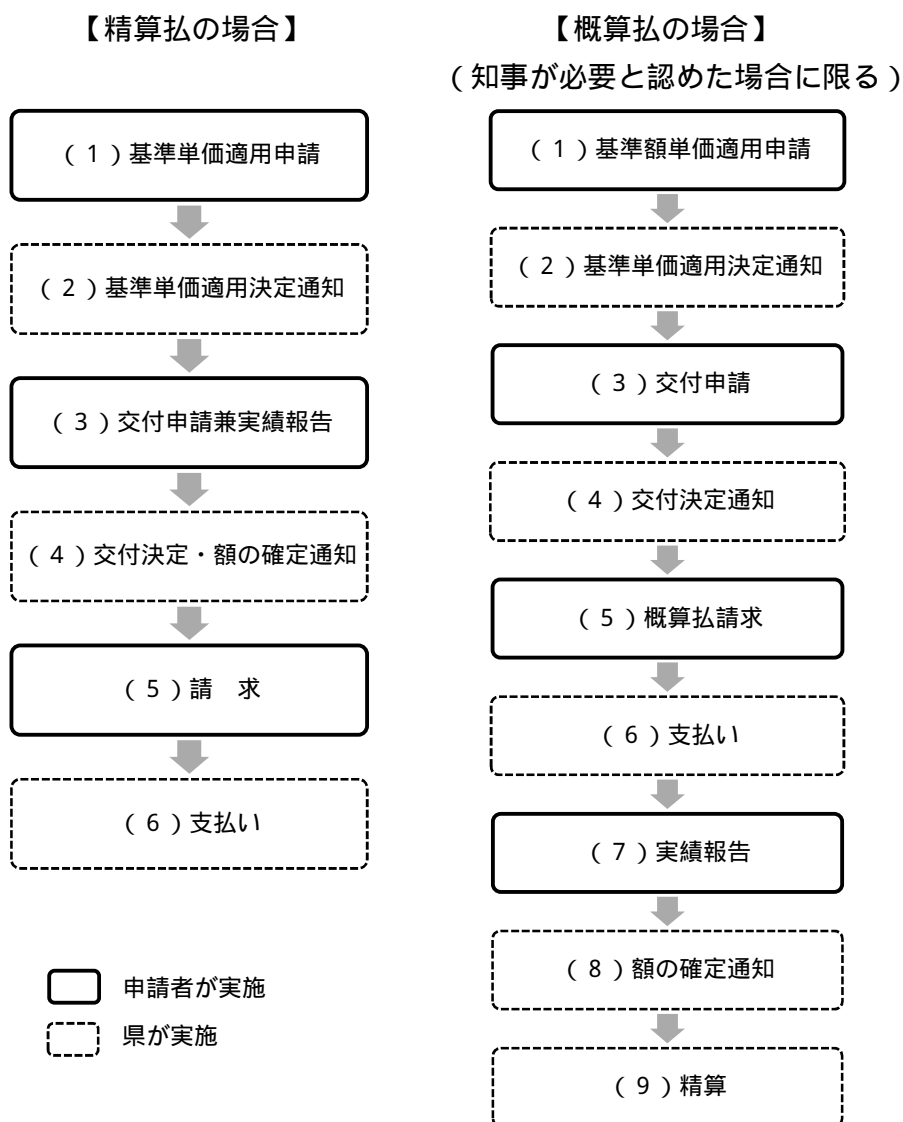 【精算払の場合】
(1)基準単価適用申請
(2)基準単価適用決定通知
(3)交付申請兼実績報告
(4)交付決定・額の確定通知
(5)請　求
(6)支払い
【概算払の場合】
(知事が必要と認めた場合に限る)
(1)基準額単価適用申請
(2)基準単価適用決定通知
(3)交付申請
(4)交付決定通知
(5)概算払請求
(6)支払い
(7)実績報告
(8)額の確定通知
(9)精算
申請者が実施
県が実施